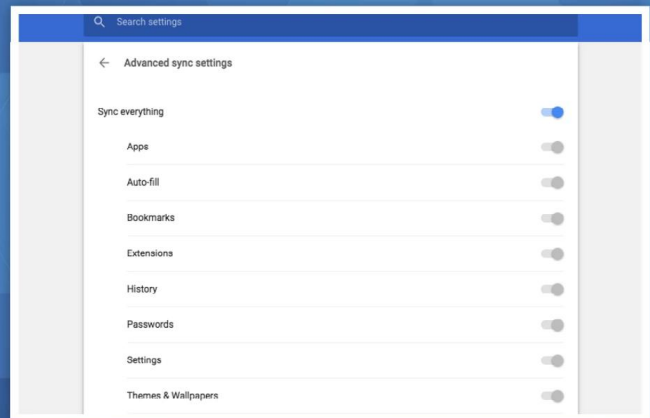 Search settings
Advanced sync settings
Sync everything
Apps
Auto-fill
Bookmarks
Extensions
History
Passwords
Settings
Themes & Wallpapers